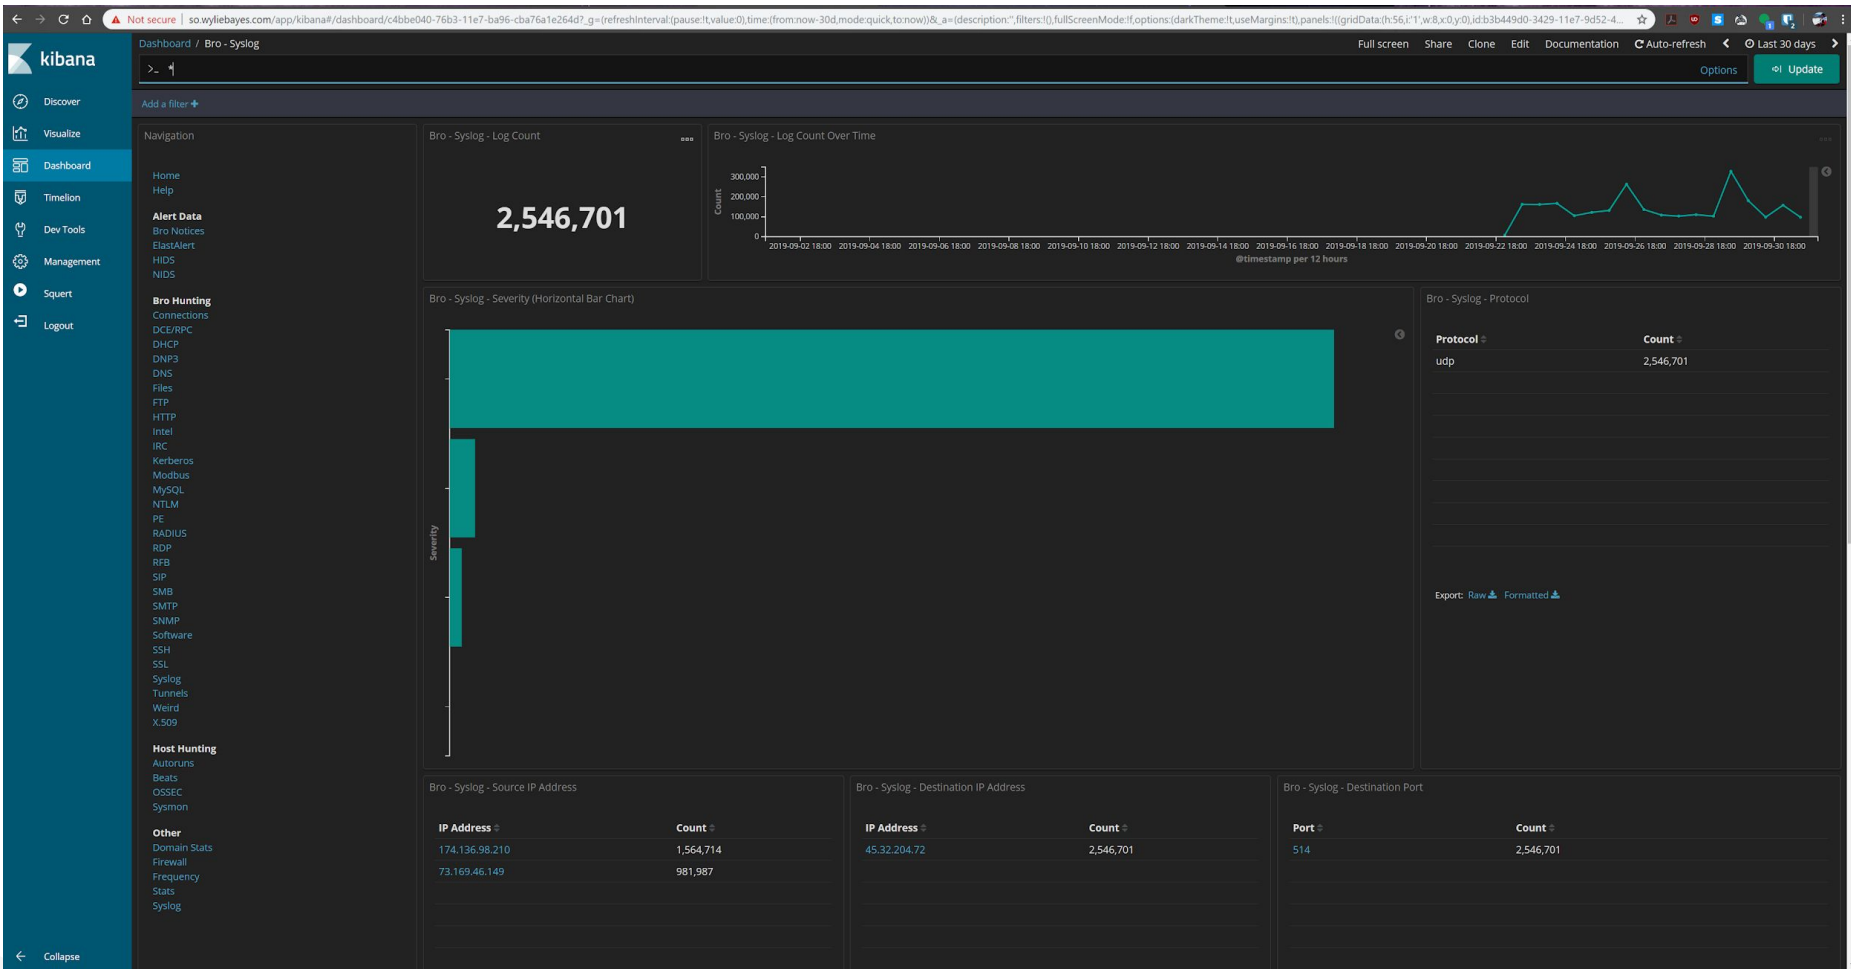 Not secure | so.wyliebayes.com/app/kibana#/dashboard/c4bbe040-76b3-11e7-ba96-cba76a1e264d?_g=(refreshInterval:(pause:!t,value:0),time:(from:now-30d,mode:quick,to:now))&_a=(description:'',filters:!(),fullScreenMode:!f,options:(darkTheme:!t,useMargins:!t),panels:!((gridData:(h:56,i:'1',w:8,x:0,y:0),id:b3b449d0-3429-11e7-9d52-4...
kibana
Discover
Visualize
Dashboard
Timelion
Dev Tools
Management
Squert
Logout
Collapse
Dashboard / Bro - Syslog
Full screen Share Clone Edit Documentation Auto-refresh Last 30 days
>_ *
Options Update
Add a filter +
Navigation
Home
Help
Alert Data
Bro Notices
ElastAlert
HIDS
NIDS
Bro Hunting
Connections
DCE/RPC
DHCP
DNP3
DNS
Files
FTP
HTTP
Intel
IRC
Kerberos
Modbus
MySQL
NTLM
PE
RADIUS
RDP
RFB
SIP
SMB
SMTP
SNMP
Software
SSH
SSL
Syslog
Tunnels
Weird
X.509
Host Hunting
Autoruns
Beats
OSSEC
Sysmon
Other
Domain Stats
Firewall
Frequency
Stats
Syslog
Bro - Syslog - Log Count
2,546,701
Bro - Syslog - Log Count Over Time
Count
300,000
200,000
100,000
0
2019-09-02 18:00 2019-09-04 18:00 2019-09-06 18:00 2019-09-08 18:00 2019-09-10 18:00 2019-09-12 18:00 2019-09-14 18:00 2019-09-16 18:00 2019-09-18 18:00 2019-09-20 18:00 2019-09-22 18:00 2019-09-24 18:00 2019-09-26 18:00 2019-09-28 18:00 2019-09-30 18:00
@timestamp per 12 hours
Bro - Syslog - Severity (Horizontal Bar Chart)
Severity
Bro - Syslog - Protocol
Protocol Count
udp 2,546,701
Export: Raw Formatted
Bro - Syslog - Source IP Address
IP Address Count
174.136.98.210 1,564,714
73.169.46.149 981,987
Bro - Syslog - Destination IP Address
IP Address Count
45.32.204.72 2,546,701
Bro - Syslog - Destination Port
Port Count
514 2,546,701